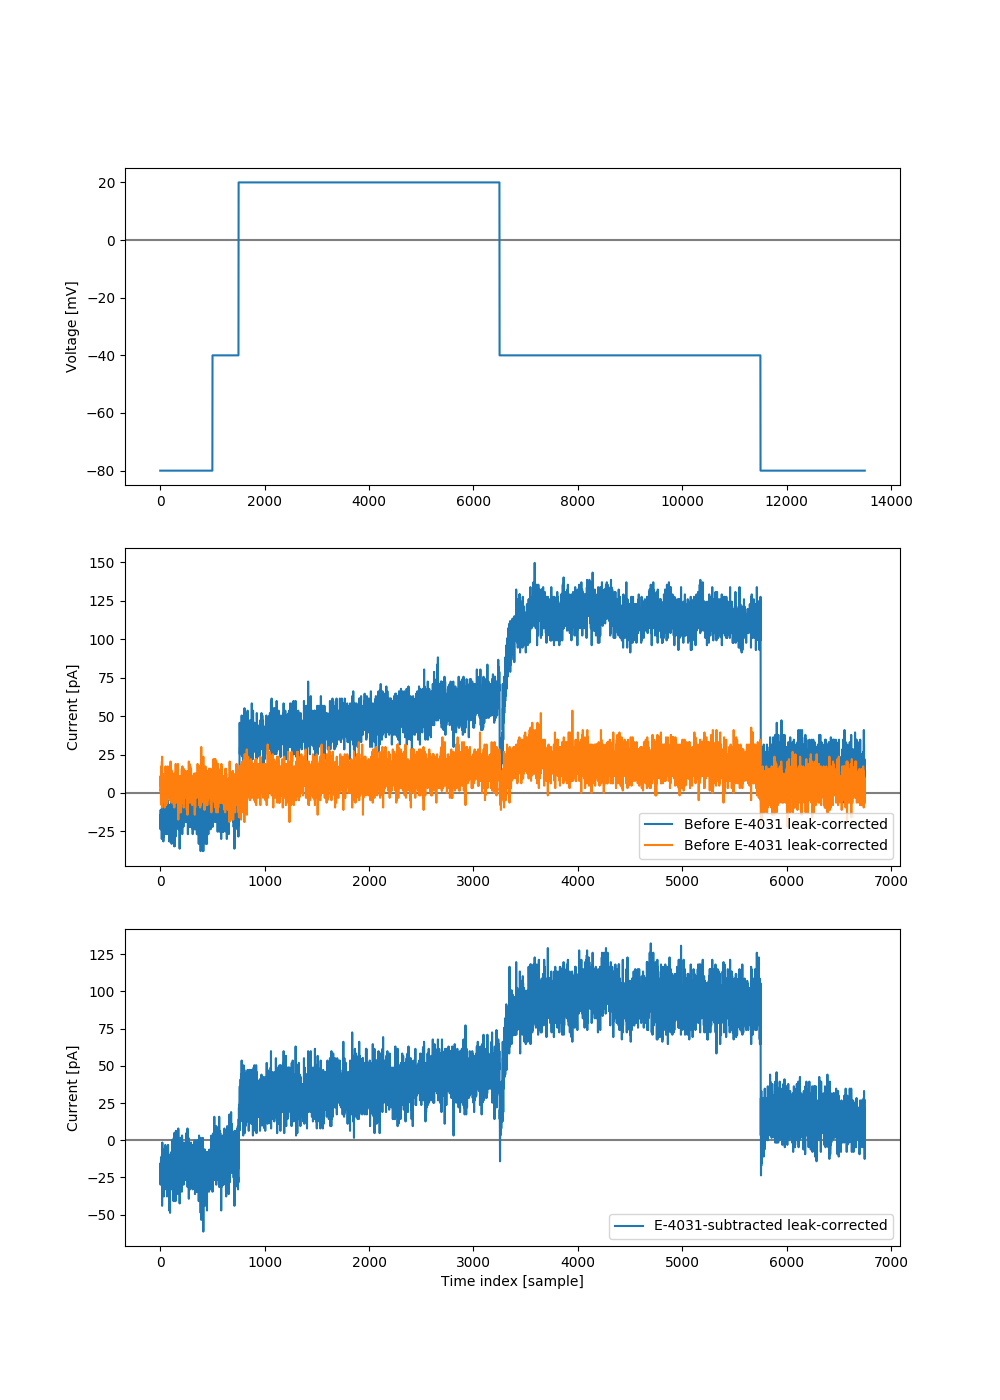 20
0
−20
−40
−60
−80
Voltage [mV]
0 2000 4000 6000 8000 10000 12000 14000
150
125
100
75
50
25
0
−25
Current [pA]
Before E-4031 leak-corrected
Before E-4031 leak-corrected
0 1000 2000 3000 4000 5000 6000 7000
125
100
75
50
25
0
−25
−50
Current [pA]
E-4031-subtracted leak-corrected
0 1000 2000 3000 4000 5000 6000 7000
Time index [sample]